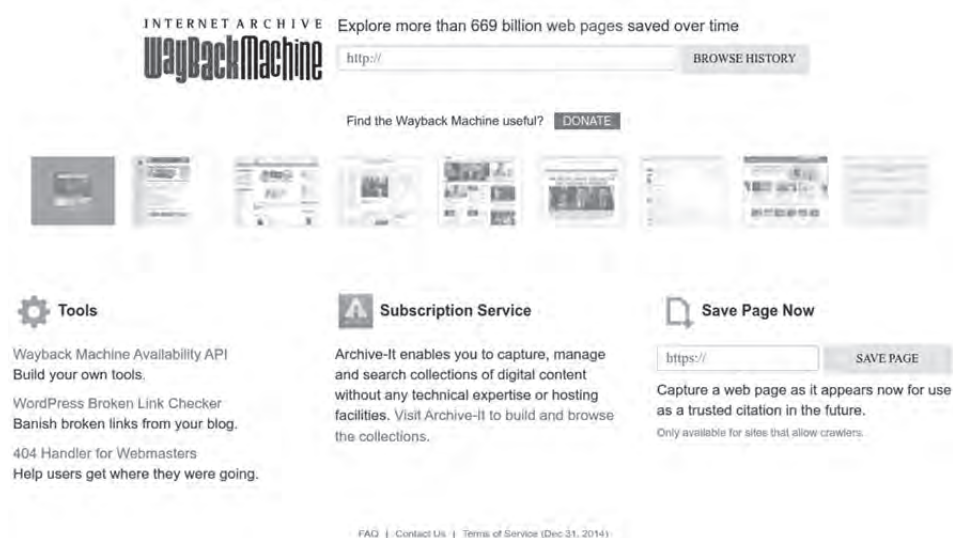 INTERNET ARCHIVE
WayBackMachine
Explore more than 669 billion web pages saved over time
http://
BROWSE HISTORY
Find the Wayback Machine useful?
DONATE
Tools
Wayback Machine Availability API
Build your own tools.
WordPress Broken Link Checker
Banish broken links from your blog.
404 Handler for Webmasters
Help users get where they were going.
Subscription Service
Archive-It enables you to capture, manage
and search collections of digital content
without any technical expertise or hosting
facilities. Visit Archive-It to build and browse
the collections.
Save Page Now
https://
SAVE PAGE
Capture a web page as it appears now for use
as a trusted citation in the future.
Only available for sites that allow crawlers.
FAQ | Contact Us | Terms of Service (Dec 31, 2014)